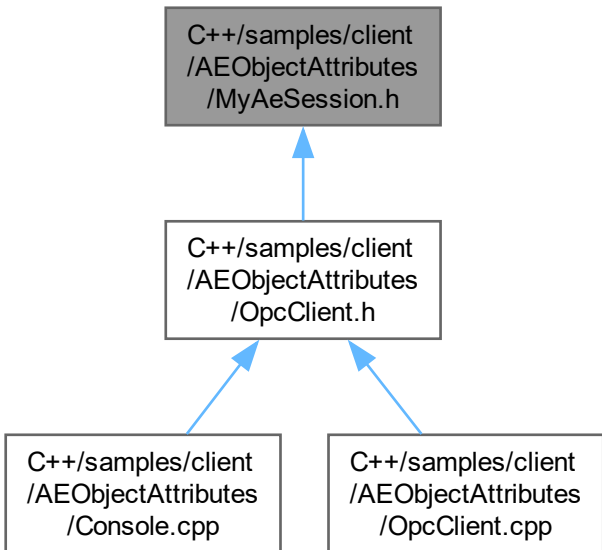 C++/samples/client
/AEObjectAttributes
/MyAeSession.h
C++/samples/client
/AEObjectAttributes
/OpcClient.h
C++/samples/client
/AEObjectAttributes
/Console.cpp
C++/samples/client
/AEObjectAttributes
/OpcClient.cpp